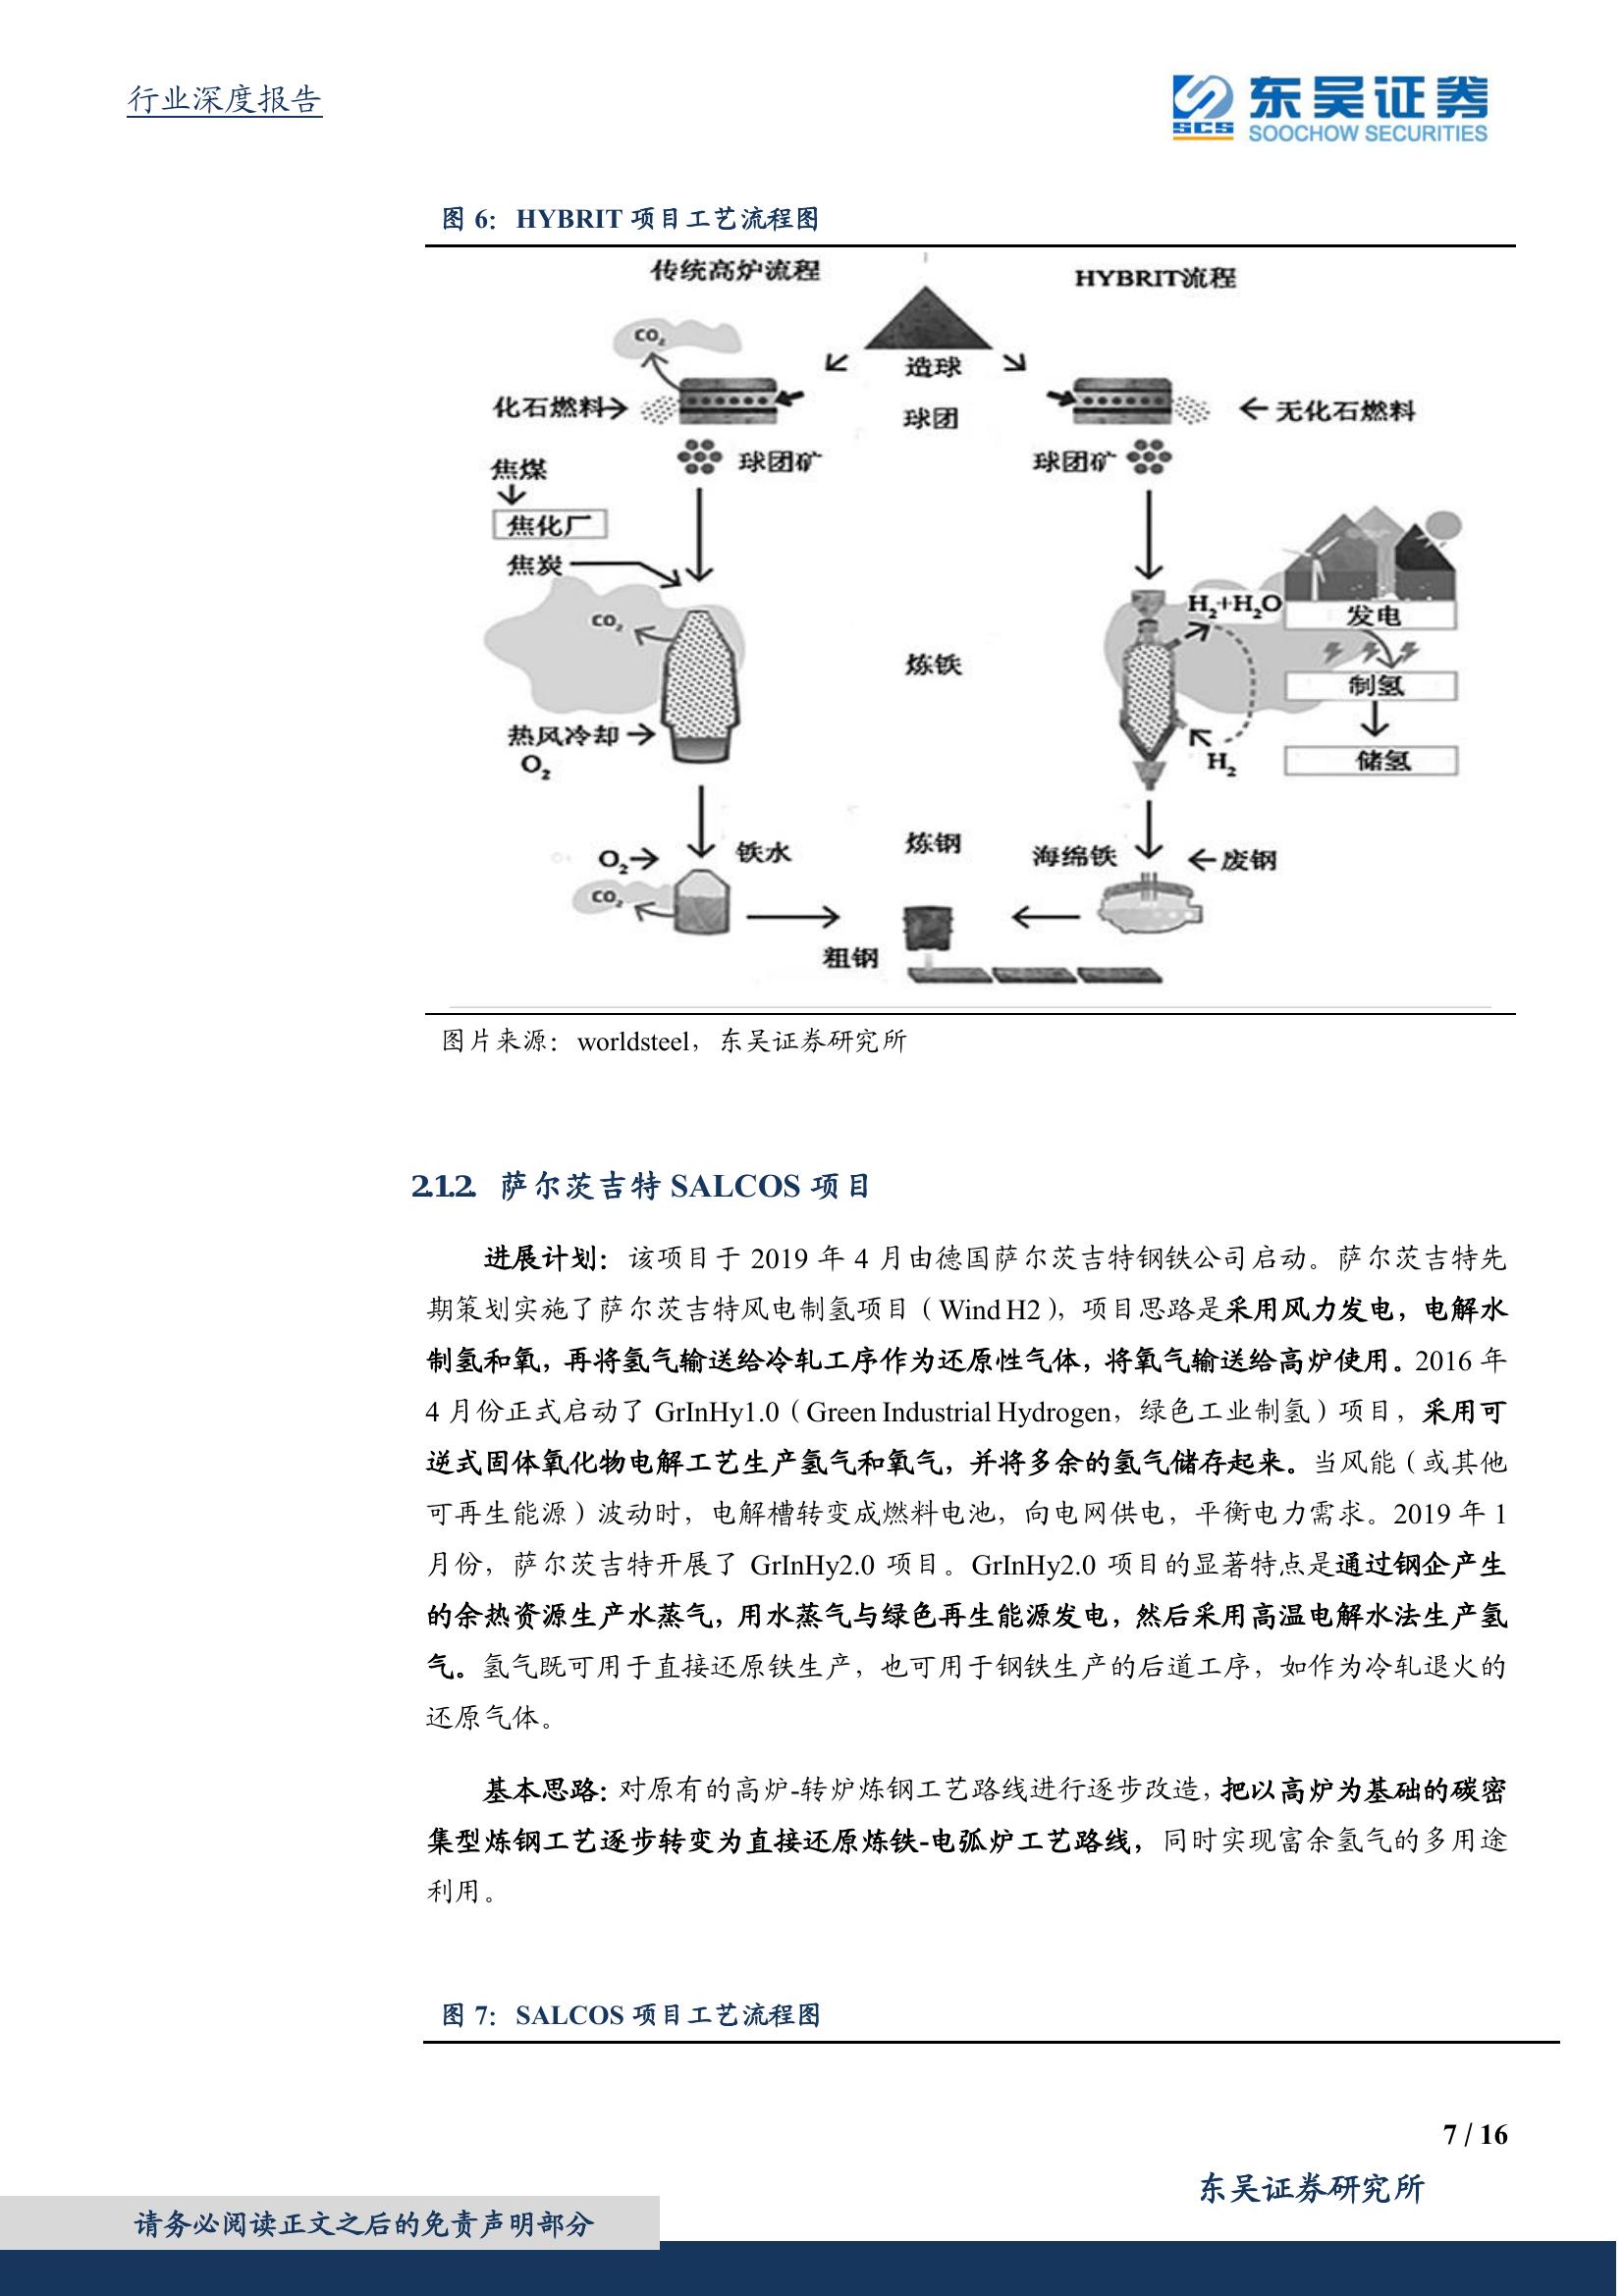 行业深度报告
SCS
东吴证券
SOOCHOW SECURITIES
图 6： HYBRIT 项目工艺流程图
传统高炉流程
HYBRIT流程
CO2
造球
化石燃料
球团
无化石燃料
球团矿
球团矿
焦煤
焦化厂
焦炭
CO2
H2+H2O
发电
炼铁
制氢
热风冷却
O2
H2
储氢
O2
铁水
炼钢
海绵铁
废钢
CO2
粗钢
图片来源：worldsteel，东吴证券研究所
2.1.2. 萨尔茨吉特 SALCOS 项目
进展计划：该项目于 2019 年 4 月由德国萨尔茨吉特钢铁公司启动。萨尔茨吉特先
期策划实施了萨尔茨吉特风电制氢项目（Wind H2），项目思路是采用风力发电，电解水
制氢和氧，再将氢气输送给冷轧工序作为还原性气体，将氧气输送给高炉使用。2016 年
4 月份正式启动了 GrInHy1.0（Green Industrial Hydrogen，绿色工业制氢）项目，采用可
逆式固体氧化物电解工艺生产氢气和氧气，并将多余的氢气储存起来。当风能（或其他
可再生能源）波动时，电解槽转变成燃料电池，向电网供电，平衡电力需求。2019 年 1
月份，萨尔茨吉特开展了 GrInHy2.0 项目。GrInHy2.0 项目的显著特点是通过钢企产生
的余热资源生产水蒸气，用水蒸气与绿色再生能源发电，然后采用高温电解水法生产氢
气。氢气既可用于直接还原铁生产，也可用于钢铁生产的后道工序，如作为冷轧退火的
还原气体。
基本思路：对原有的高炉-转炉炼钢工艺路线进行逐步改造，把以高炉为基础的碳密
集型炼钢工艺逐步转变为直接还原炼铁-电弧炉工艺路线，同时实现富余氢气的多用途
利用。
图 7： SALCOS 项目工艺流程图
7 / 16
东吴证券研究所
请务必阅读正文之后的免责声明部分